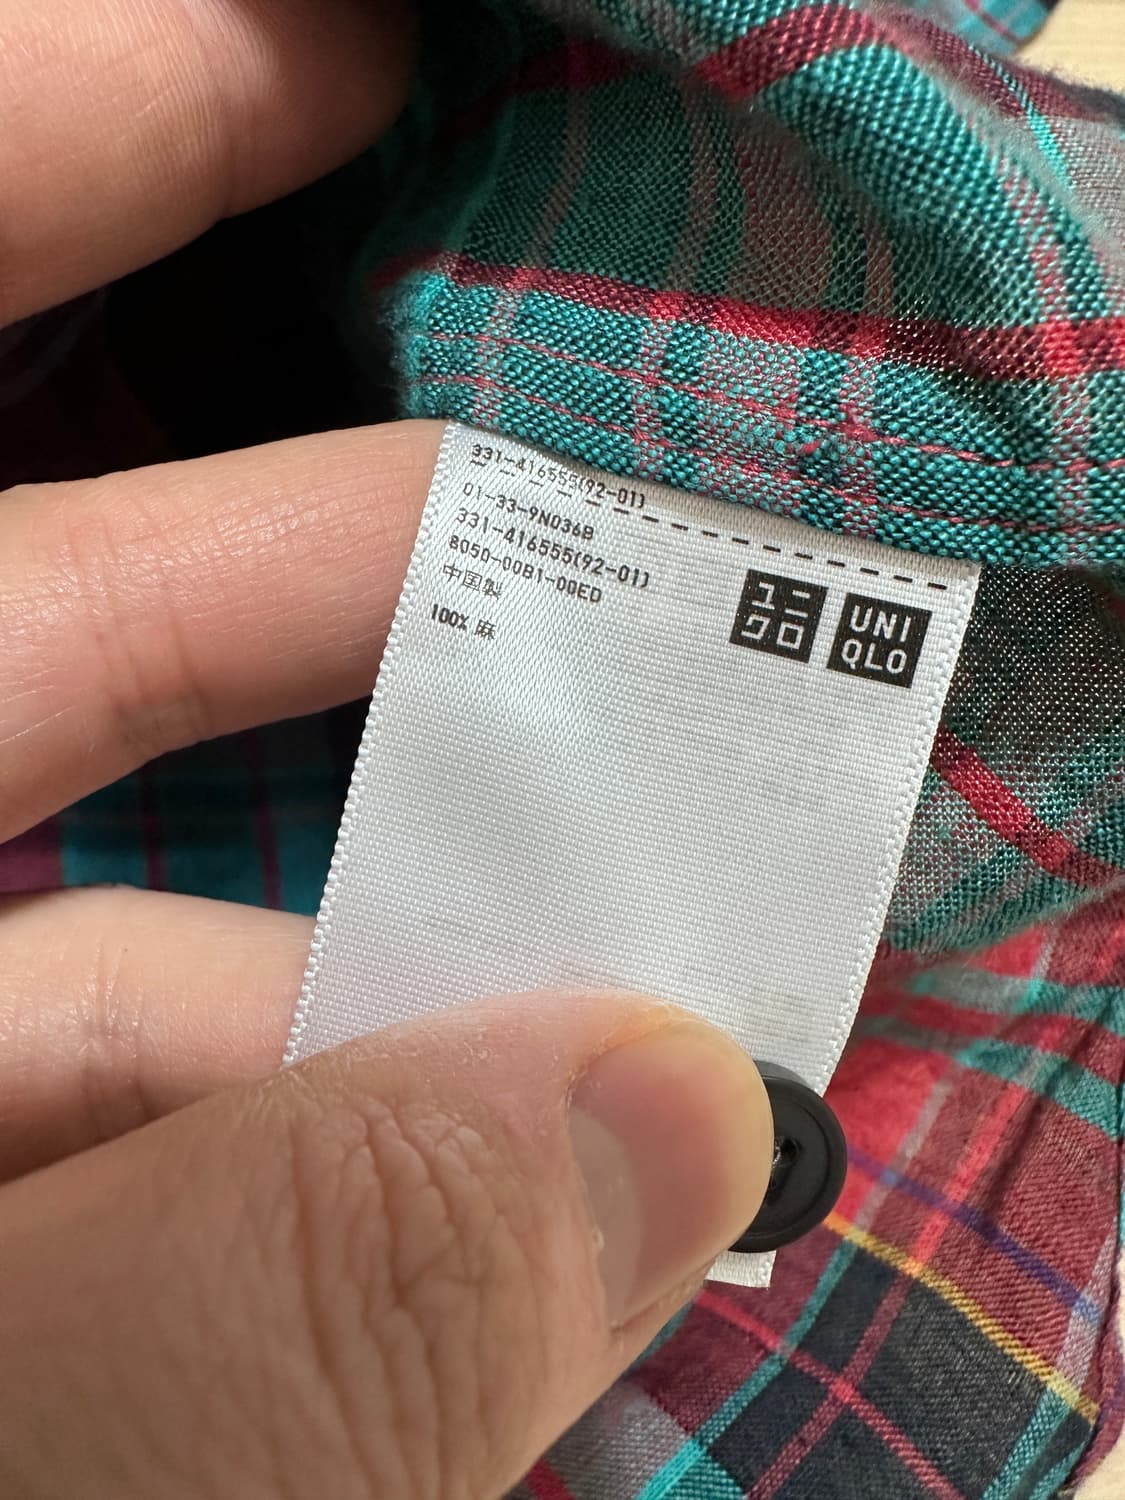 331-416555(92-01)
01-33-9N036B
331-416555(92-01)
8050-00B1-00ED
中国製
100% 麻
ユニ
クロ
UNI
QLO